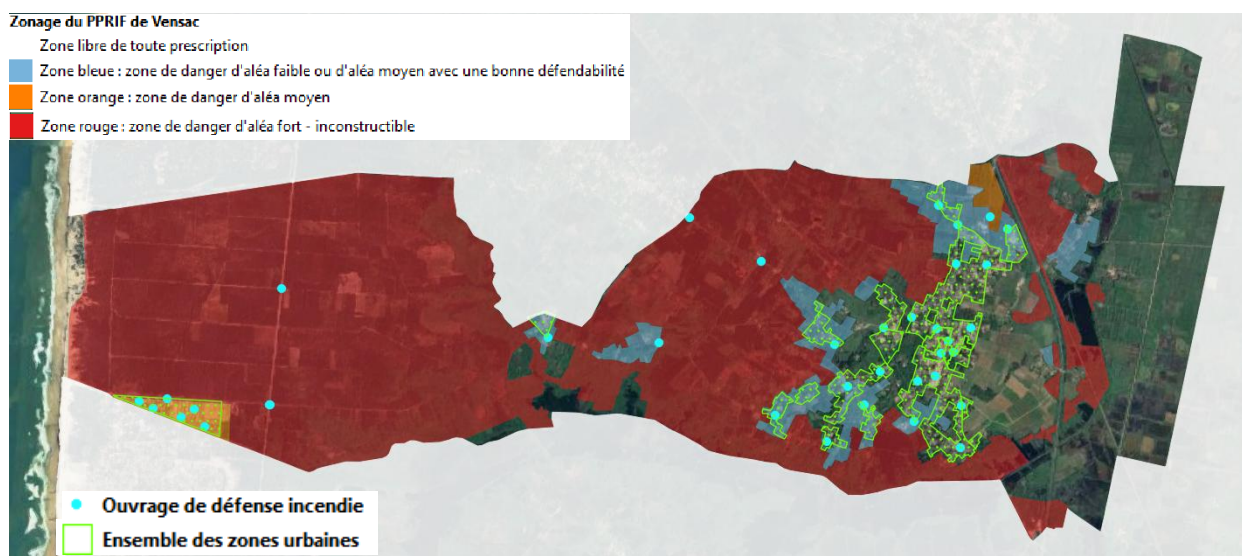 Zonage du PPRIF de Vensac
Zone libre de toute prescription
Zone bleue : zone de danger d'aléa faible ou d'aléa moyen avec une bonne défendabilité
Zone orange : zone de danger d'aléa moyen
Zone rouge : zone de danger d'aléa fort - inconstructible
Ouvrage de défense incendie
Ensemble des zones urbaines